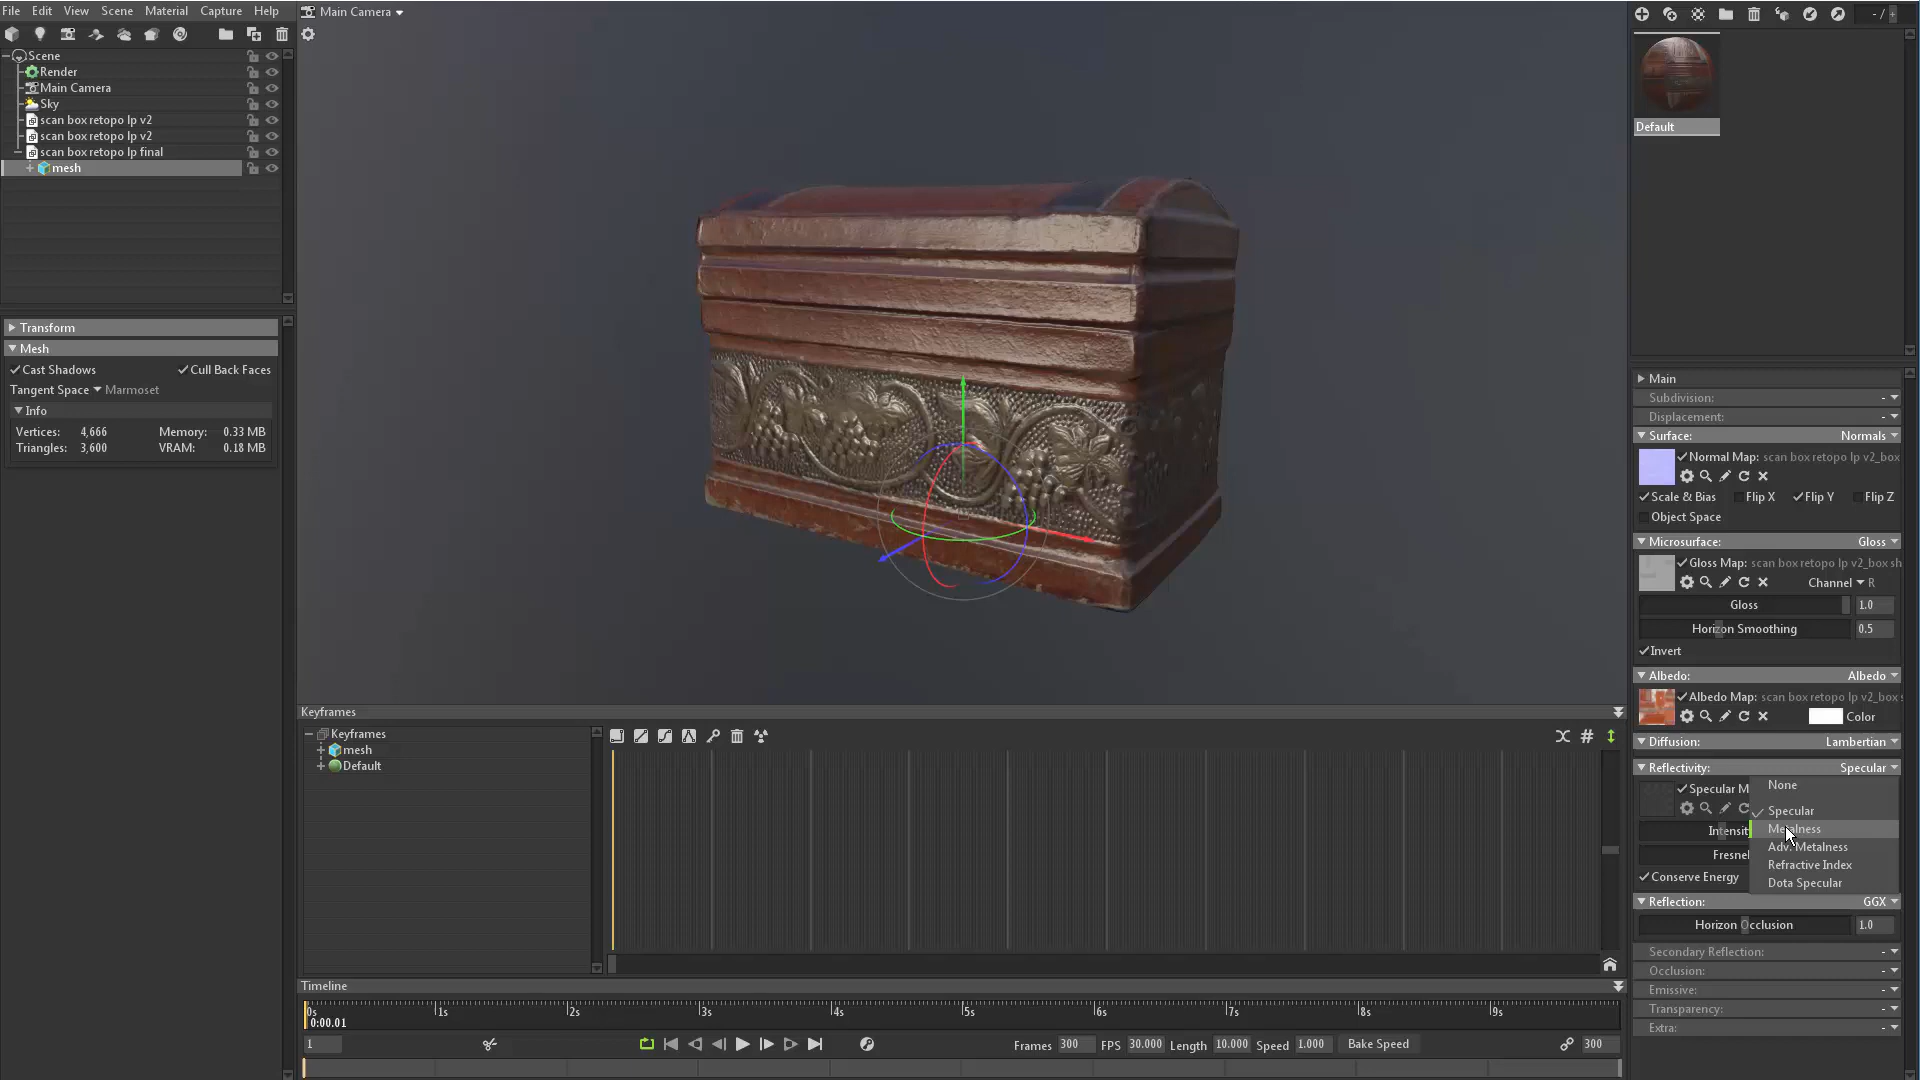 File Edit View Scene Material Capture Help
Main Camera
- / +
Scene
Render
Main Camera
Sky
scan box retopo lp v2
scan box retopo lp v2
scan box retopo lp final
mesh
Transform
Mesh
Cast Shadows Cull Back Faces
Tangent Space Marmoset
Info
Vertices: 4,666 Memory: 0.33 MB
Triangles: 3,600 VRAM: 0.18 MB
Default
Main
Subdivision: -
Displacement: -
Surface: Normals
Normal Map: scan box retopo lp v2_box
Scale & Bias Flip X Flip Y Flip Z
Object Space
Microsurface: Gloss
Gloss Map: scan box retopo lp v2_box sh
Channel R
Gloss 1.0
Horizon Smoothing 0.5
Invert
Albedo: Albedo
Albedo Map: scan box retopo lp v2_box s
Color
Diffusion: Lambertian
Reflectivity: Specular
Specular M
Intensit
Fresnel
Conserve Energy
None
Specular
Metalness
Adv. Metalness
Refractive Index
Dota Specular
Reflection: GGX
Horizon Occlusion 1.0
Secondary Reflection: -
Occlusion: -
Emissive: -
Transparency: -
Extra: -
Keyframes
Keyframes
mesh
Default
Timeline
0s 1s 2s 3s 4s 5s 6s 7s 8s 9s
0:00.01
1
Frames 300 FPS 30.000 Length 10.000 Speed 1.000 Bake Speed
300